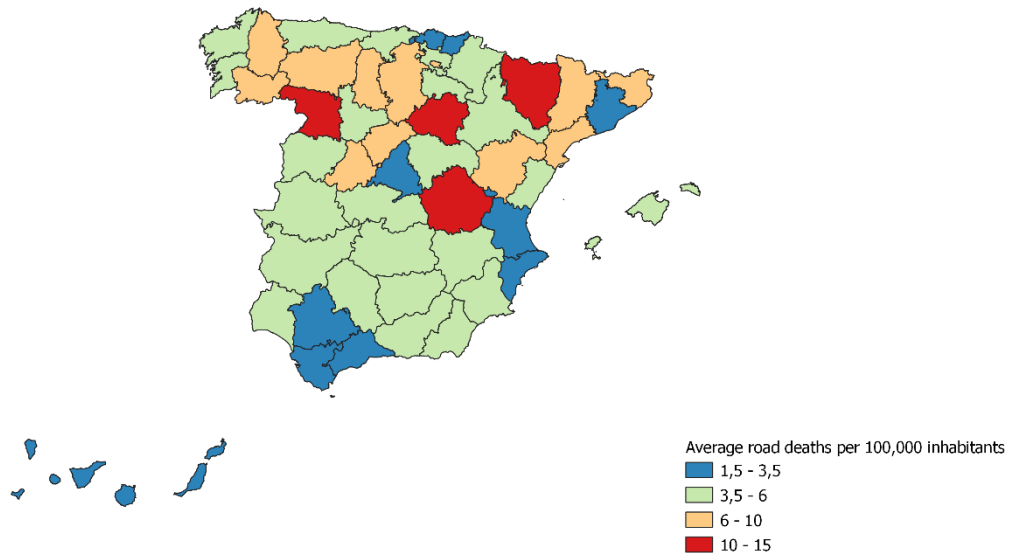 Average road deaths per 100,000 inhabitants
1,5 - 3,5
3,5 - 6
6 - 10
10 - 15